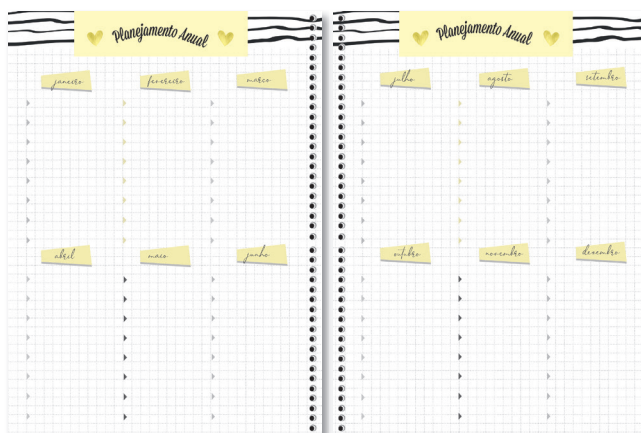 Planejamento Anual
janeiro fevereiro março
abril maio junho
Planejamento Anual
julho agosto setembro
outubro novembro dezembro